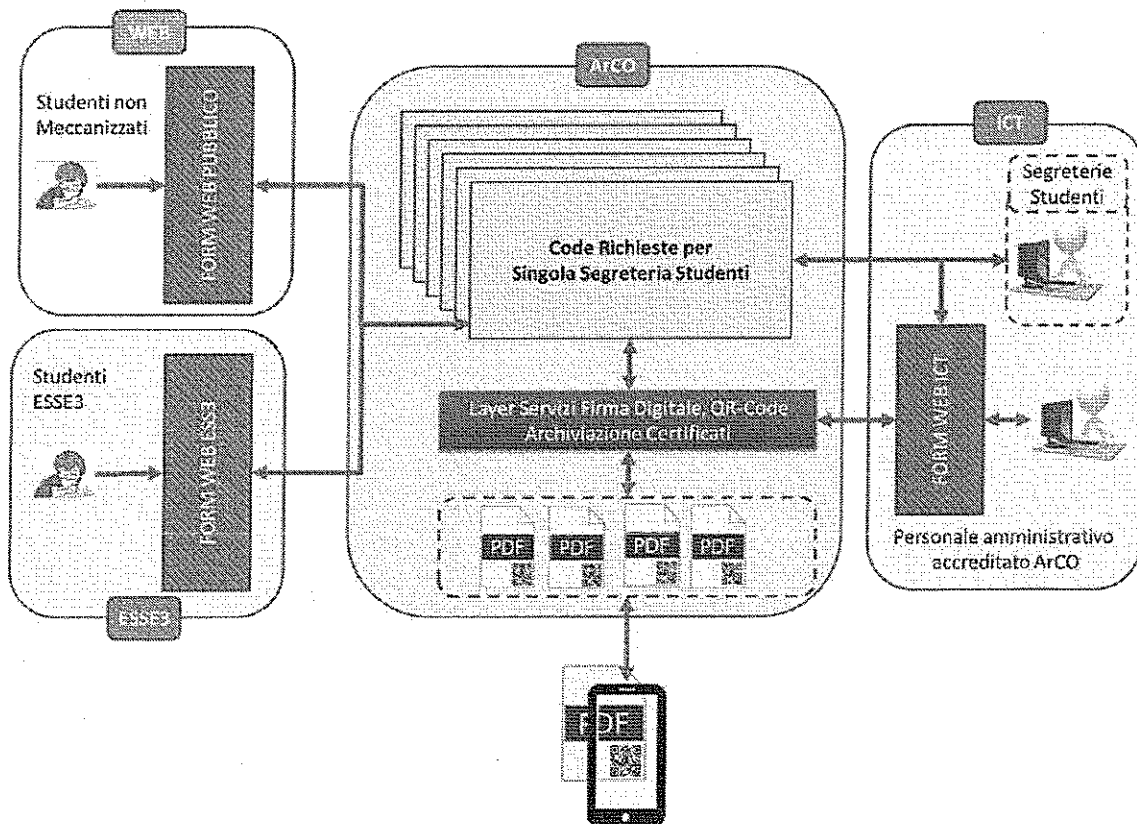 WEB
Studenti non
Meccanizzati
FORM WEB PUBBLICO
Studenti
ESSE3
FORM WEB ESSE3
ESSE3
ArCO
Code Richieste per
Singola Segreteria Studenti
Layer Servizi Firma Digitale, QR-Code
Archiviazione Certificati
PDF
PDF
PDF
PDF
PDF
ICT
Segreterie
Studenti
FORM WEB ICT
Personale amministrativo
accreditato ArCO